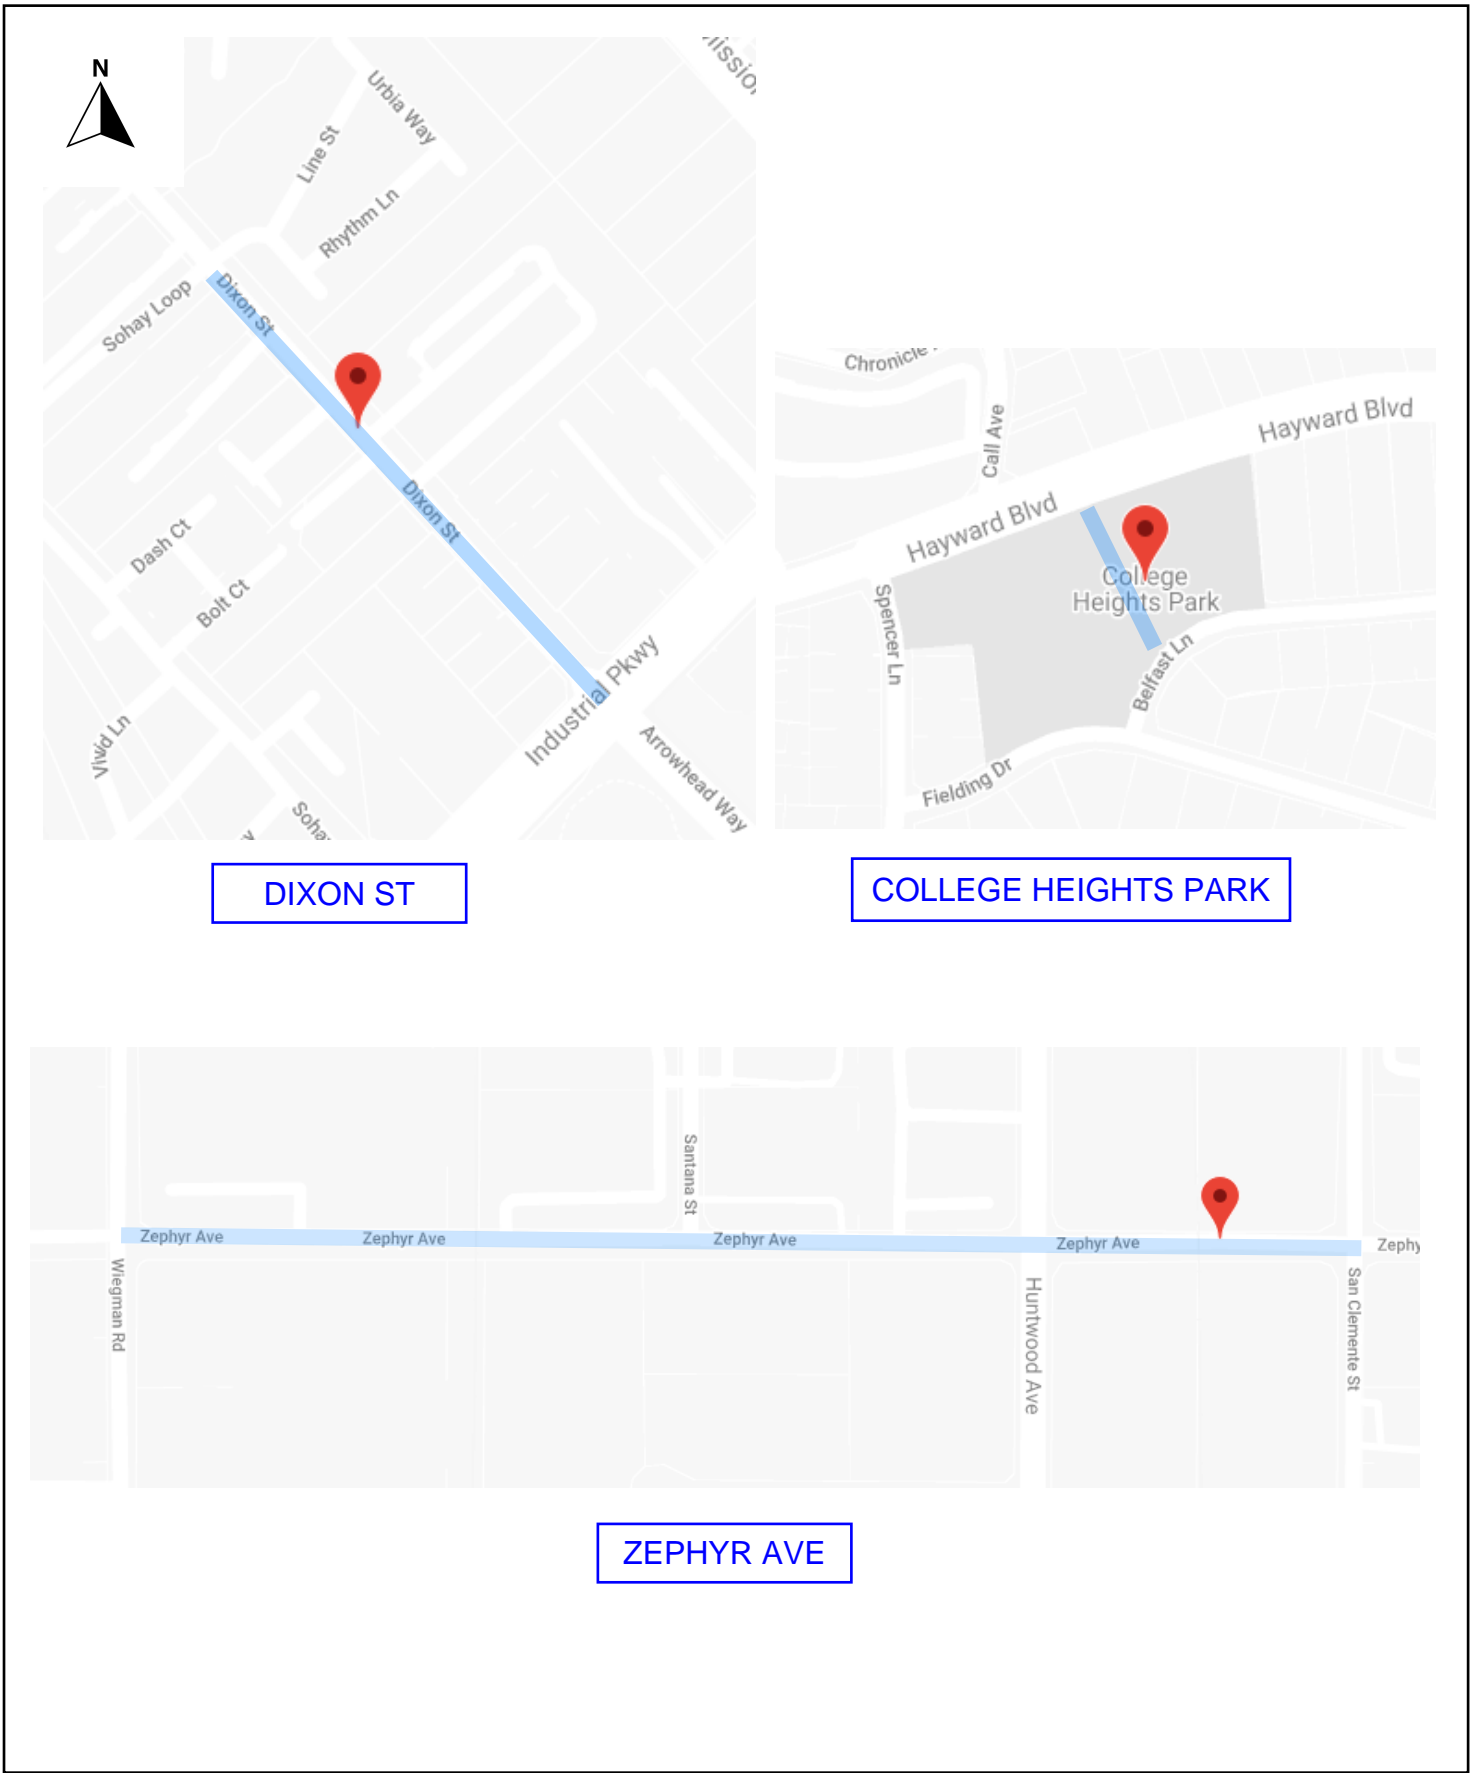 N
Mission
Urbia Way
Line St
Rhythm Ln
Sohay Loop
Dixon St
Dixon St
Dash Ct
Bolt Ct
Vivid Ln
Industrial Pkwy
Arrowhead Way
Chronicle
Call Ave
Hayward Blvd
Hayward Blvd
College
Heights Park
Spencer Ln
Belfast Ln
Fielding Dr
DIXON ST
COLLEGE HEIGHTS PARK
Santana St
Zephyr Ave
Zephyr Ave
Zephyr Ave
Zephyr Ave
Zephy
Wiegman Rd
Huntwood Ave
San Clemente St
ZEPHYR AVE